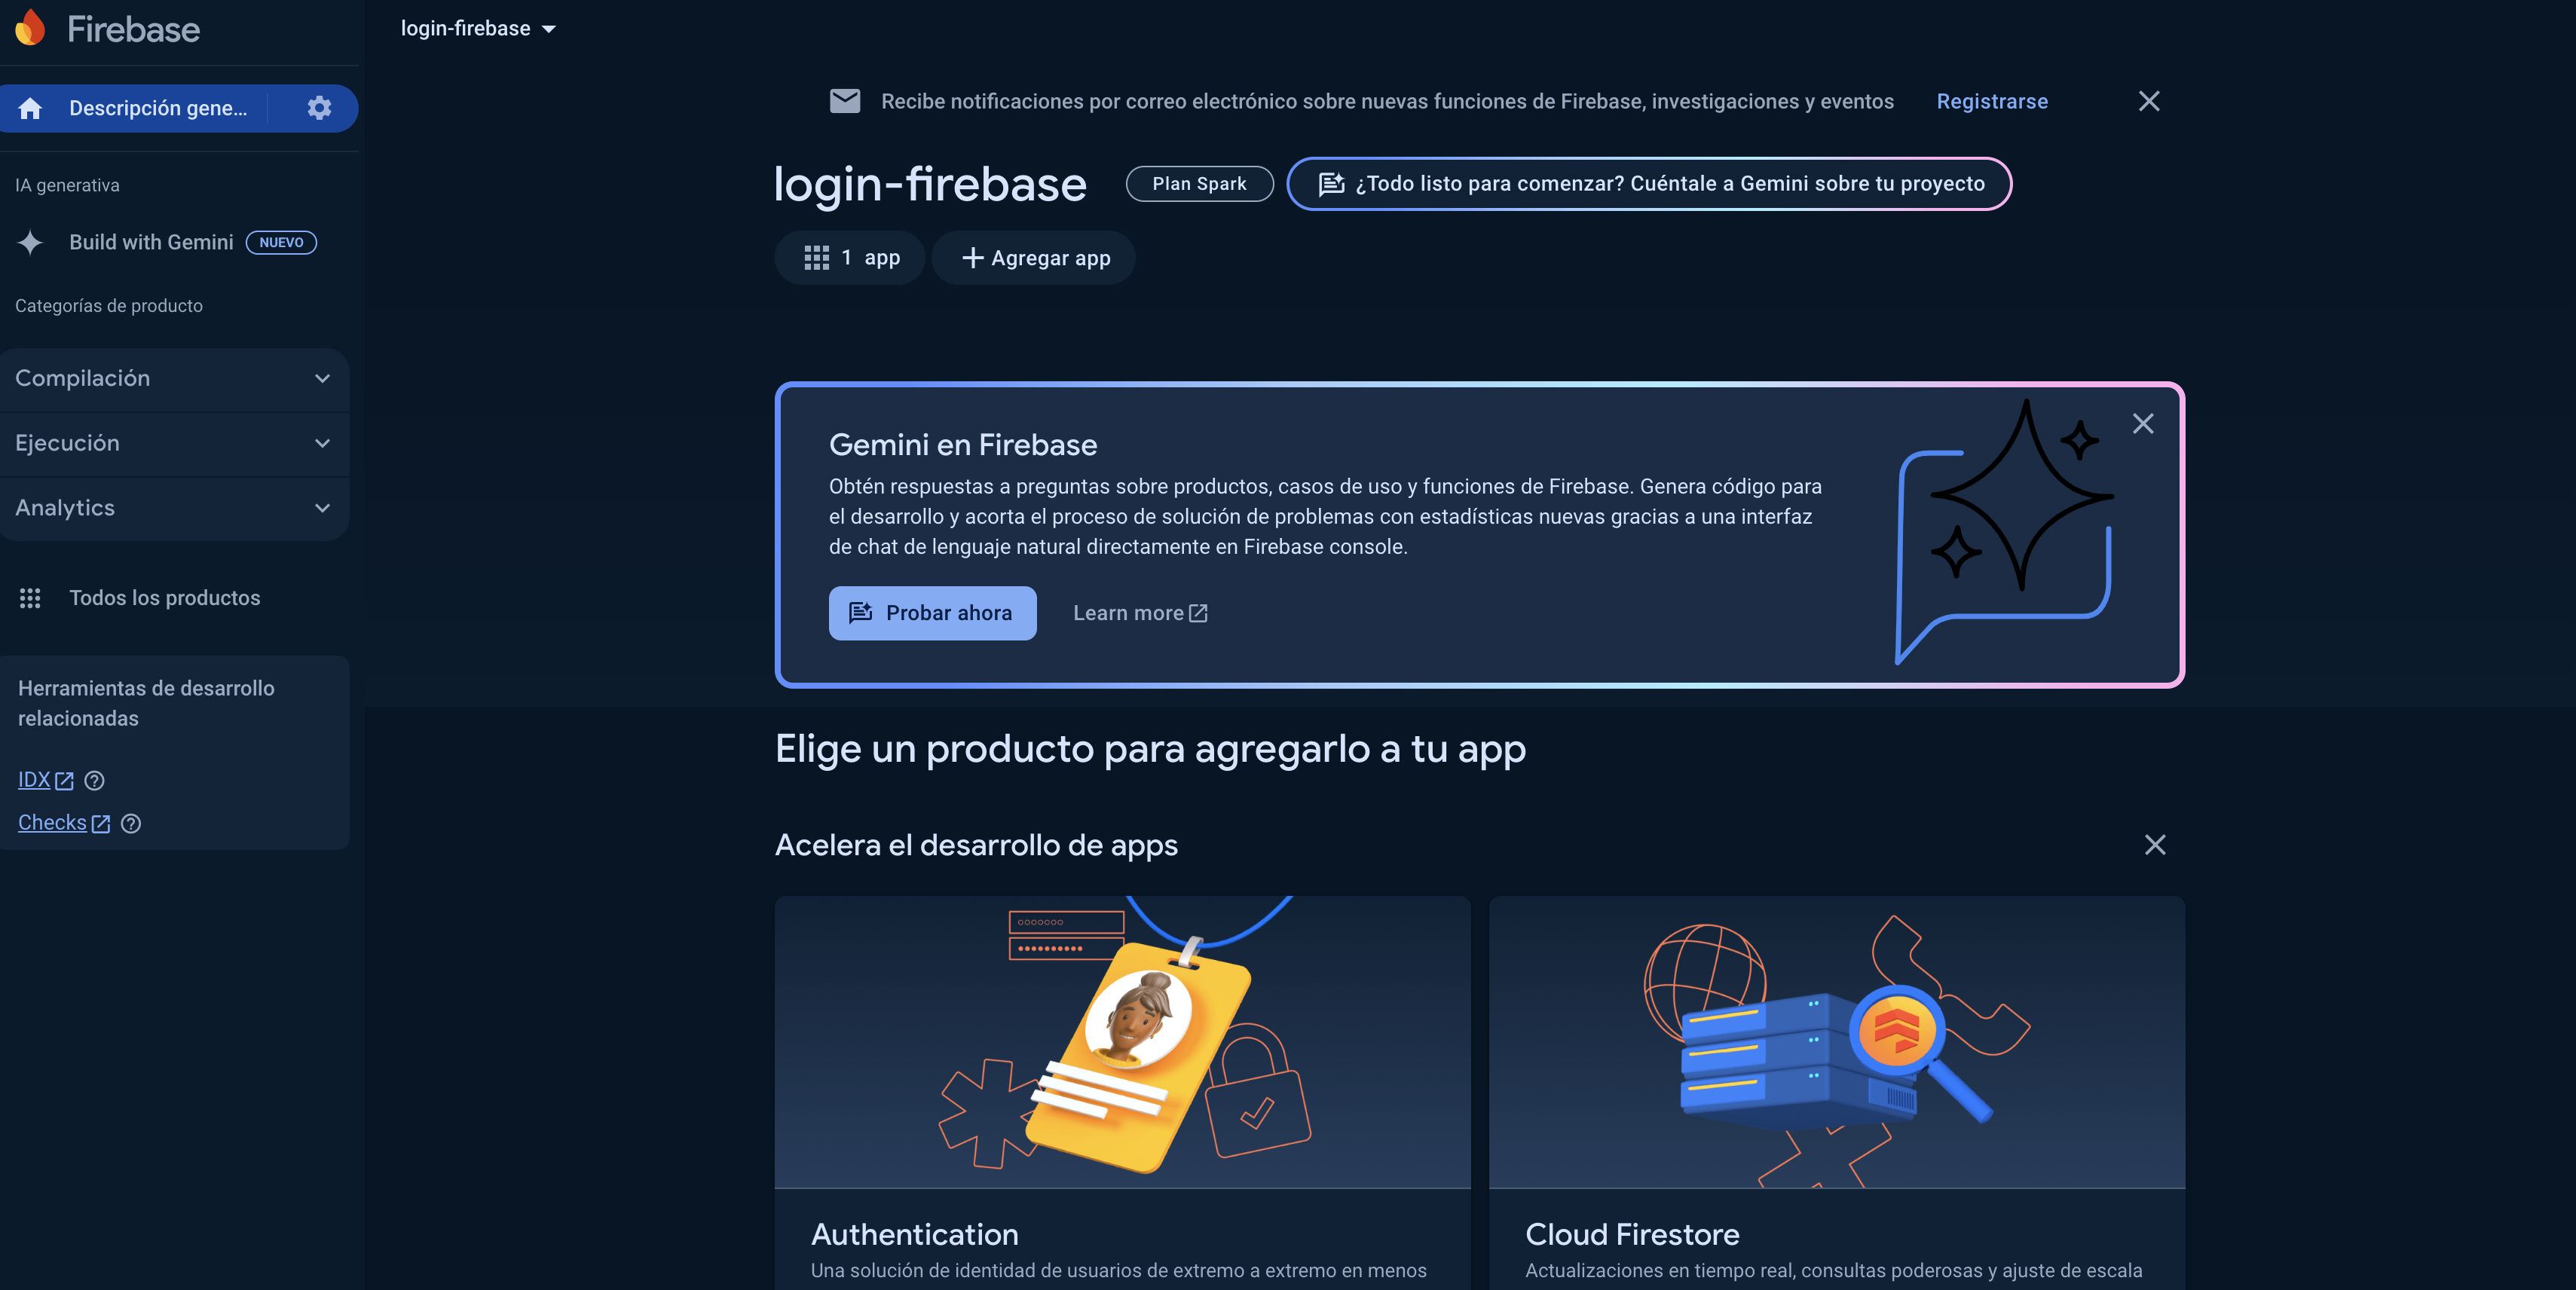 Firebase
Descripción gene...
IA generativa
Build with Gemini NUEVO
Categorías de producto
Compilación
Ejecución
Analytics
Todos los productos
Herramientas de desarrollo
relacionadas
IDX
Checks
login-firebase
Recibe notificaciones por correo electrónico sobre nuevas funciones de Firebase, investigaciones y eventos Registrarse
login-firebase Plan Spark ¿Todo listo para comenzar? Cuéntale a Gemini sobre tu proyecto
1 app + Agregar app
Gemini en Firebase
Obtén respuestas a preguntas sobre productos, casos de uso y funciones de Firebase. Genera código para
el desarrollo y acorta el proceso de solución de problemas con estadísticas nuevas gracias a una interfaz
de chat de lenguaje natural directamente en Firebase console.
Probar ahora Learn more
Elige un producto para agregarlo a tu app
Acelera el desarrollo de apps
Authentication
Una solución de identidad de usuarios de extremo a extremo en menos
Cloud Firestore
Actualizaciones en tiempo real, consultas poderosas y ajuste de escala